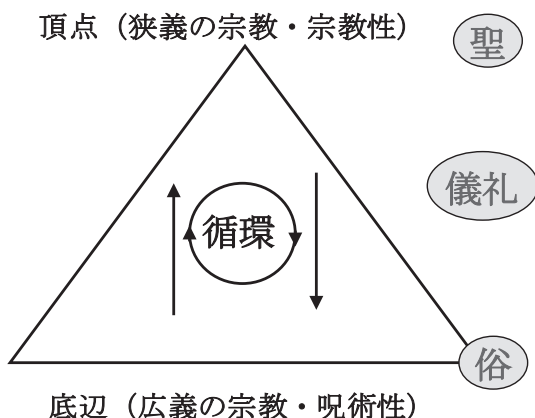 頂点（狭義の宗教・宗教性）
聖
儀礼
循環
俗
底辺（広義の宗教・呪術性）